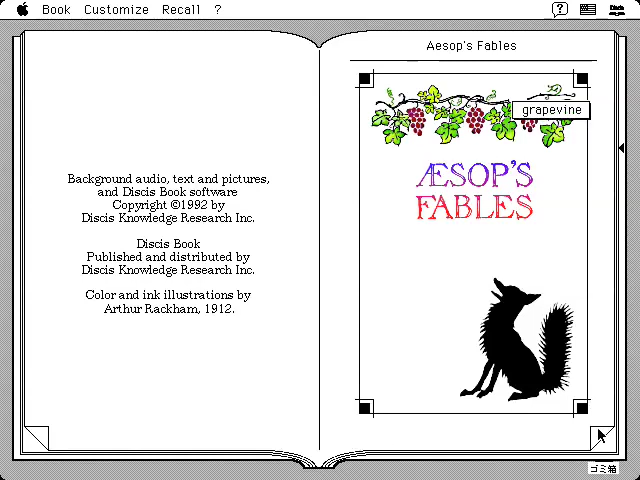 Book Customize Recall ?
Aesop's Fables
grapevine
ÆSOP'S
FABLES
Background audio, text and pictures,
and Discis Book software
Copyright ©1992 by
Discis Knowledge Research Inc.
Discis Book
Published and distributed by
Discis Knowledge Research Inc.
Color and ink illustrations by
Arthur Rackham, 1912.
ゴミ箱